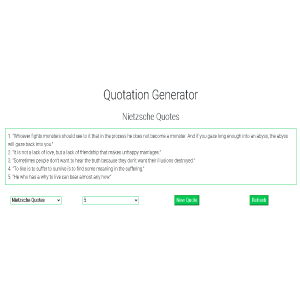 Quotation Generator
Nietzsche Quotes
1. "Whoever fights monsters should see to it that in the process he does not become a monster. And if you gaze long enough into an abyss, the abyss
will gaze back into you."
2. "It is not a lack of love, but a lack of friendship that makes unhappy marriages."
3. "Sometimes people don't want to hear the truth because they don't want their illusions destroyed."
4. "To live is to suffer, to survive is to find some meaning in the suffering."
5. "He who has a why to live can bear almost any how."
Nietzsche Quotes 5 New Quote Refresh